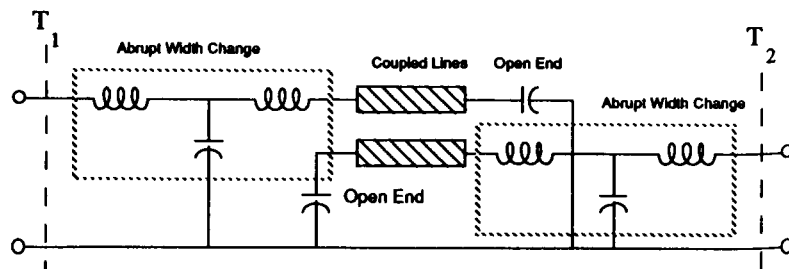 T1
T2
Abrupt Width Change
Coupled Lines
Open End
Abrupt Width Change
Open End